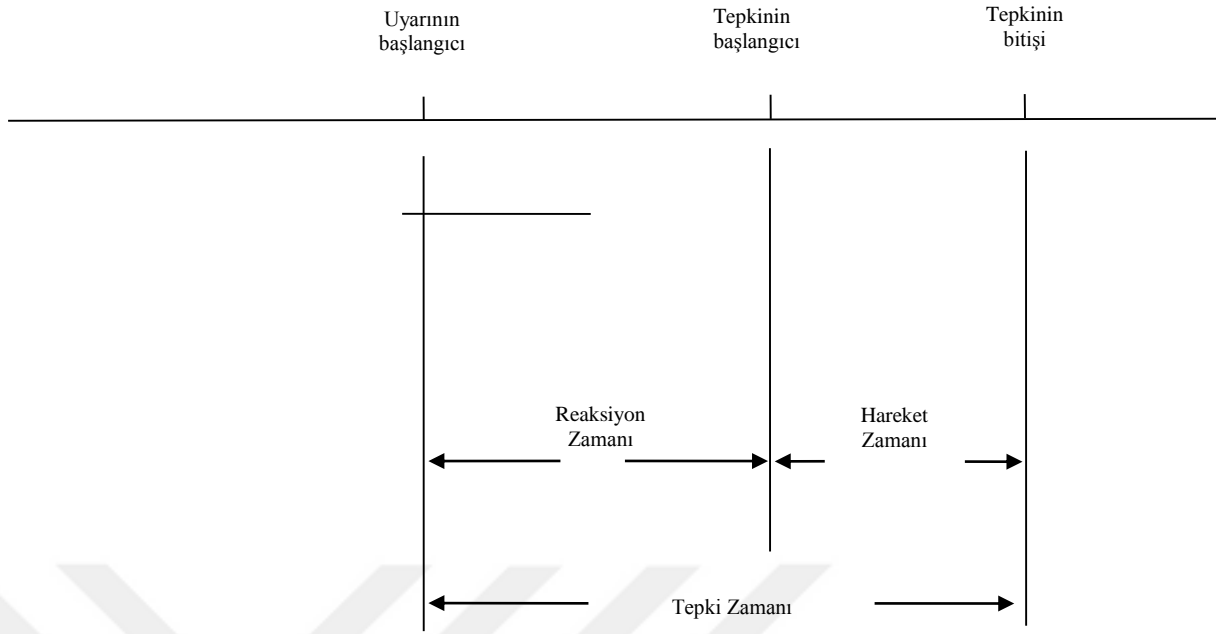 Uyarının
başlangıcı
Tepkinin
başlangıcı
Tepkinin
bitişi
Reaksiyon
Zamanı
Hareket
Zamanı
Tepki Zamanı